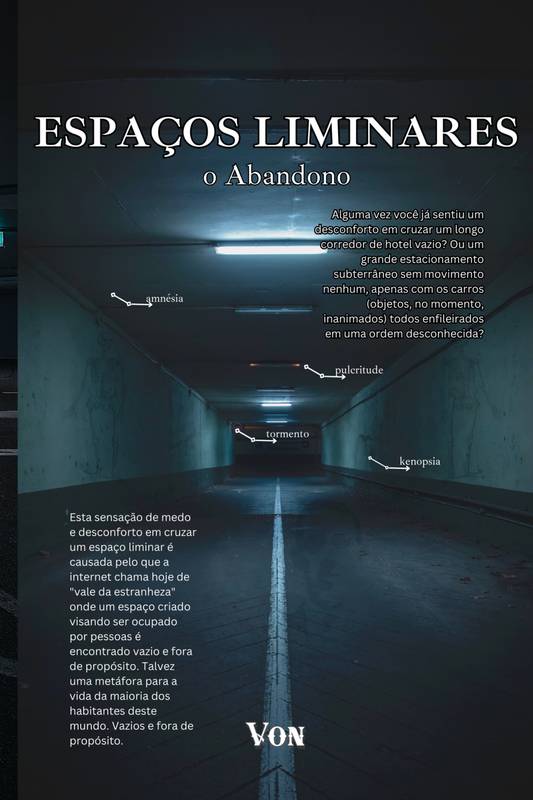 ESPAÇOS LIMINARES
o Abandono
Alguma vez você já sentiu um
desconforto em cruzar um longo
corredor de hotel vazio? Ou um
grande estacionamento
subterrâneo sem movimento
nenhum, apenas com os carros
(objetos, no momento,
inanimados) todos enfileirados
em uma ordem desconhecida?
amnésia
pulcritude
tormento
kenopsia
Esta sensação de medo
e desconforto em cruzar
um espaço liminar é
causada pelo que a
internet chama hoje de
"vale da estranheza"
onde um espaço criado
visando ser ocupado
por pessoas é
encontrado vazio e fora
de propósito. Talvez
uma metáfora para a
vida da maioria dos
habitantes deste
mundo. Vazios e fora de
propósito.
VON